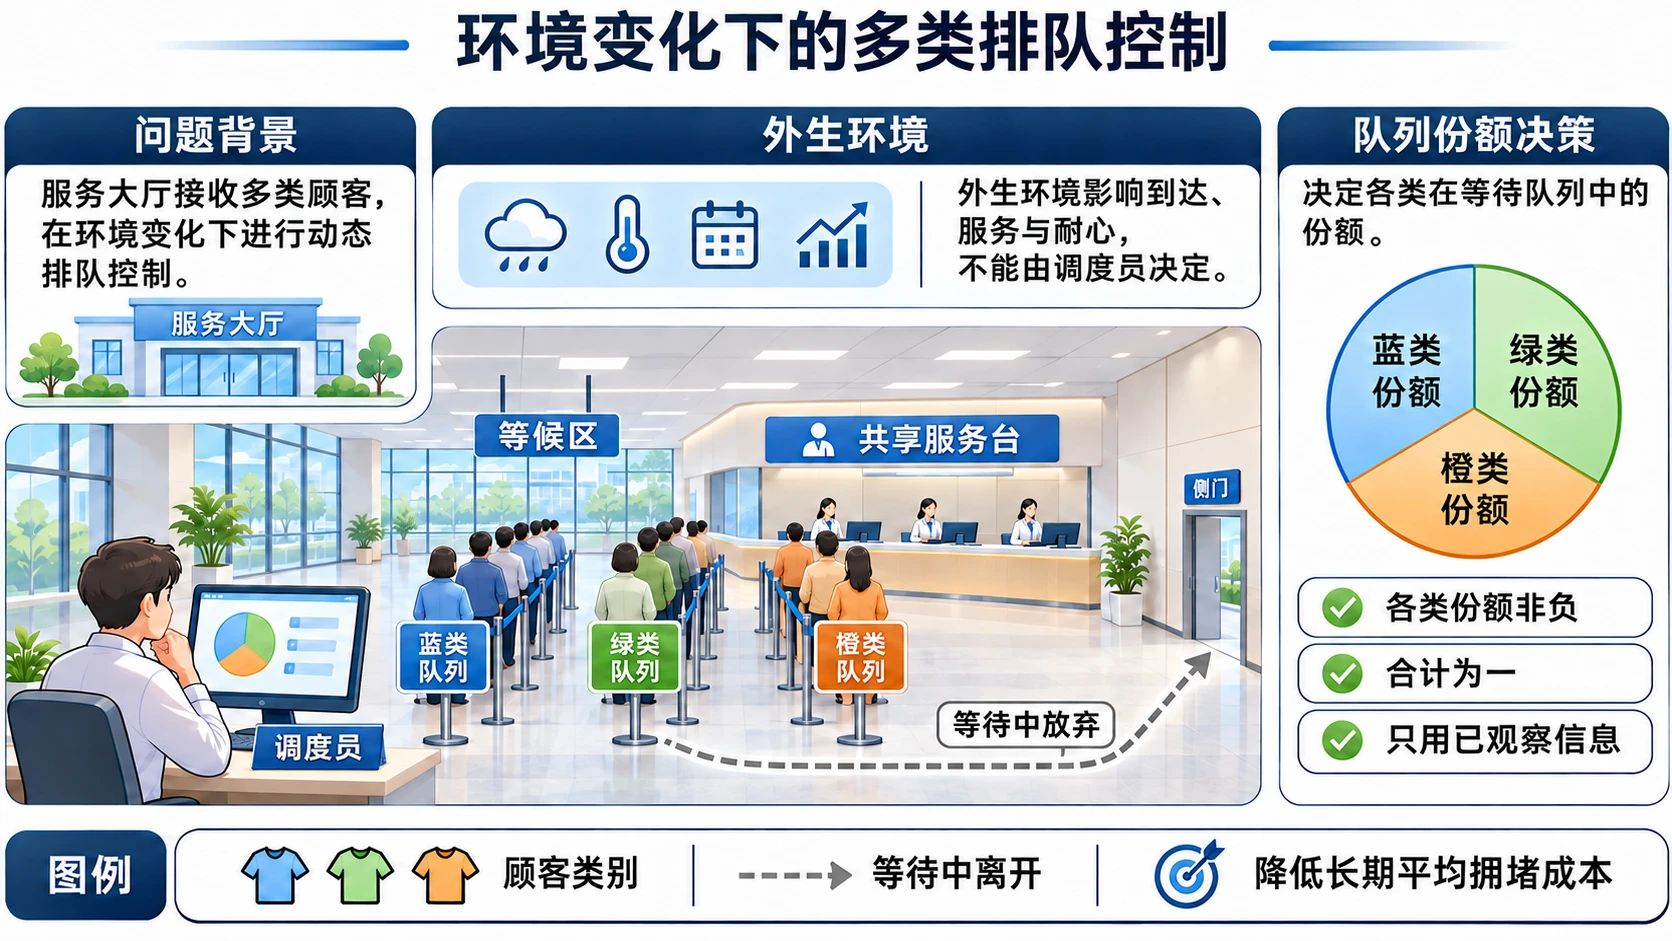 环境变化下的多类排队控制
问题背景
服务大厅接收多类顾客，
在环境变化下进行动态
排队控制。
服务大厅
外生环境
外生环境影响到达、
服务与耐心，
不能由调度员决定。
等候区
共享服务台
侧门
蓝类
队列
绿类
队列
橙类
队列
等待中放弃
调度员
队列份额决策
决定各类在等待队列中的
份额。
蓝类
份额
绿类
份额
橙类
份额
各类份额非负
合计为一
只用已观察信息
图例
顾客类别
等待中离开
降低长期平均拥堵成本